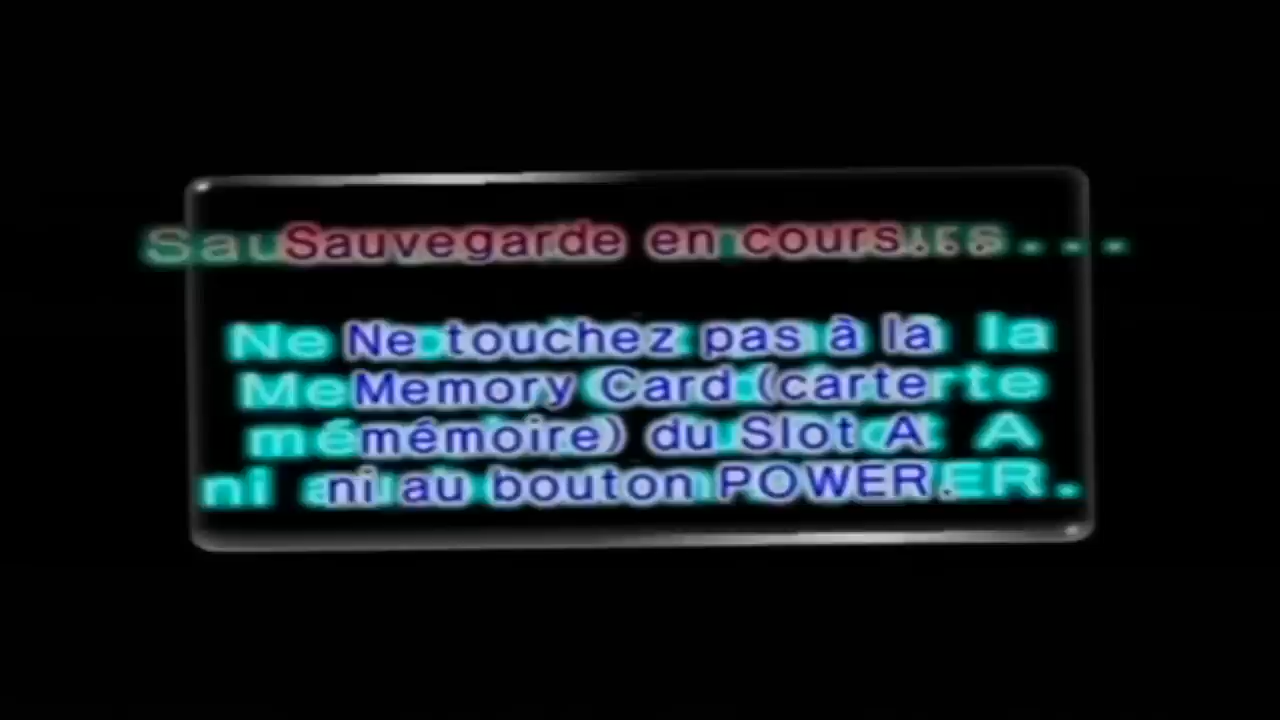 Sauvegarde en cours...
Ne touchez pas à la
Memory Card (carte
mémoire) du Slot A
ni au bouton POWER.